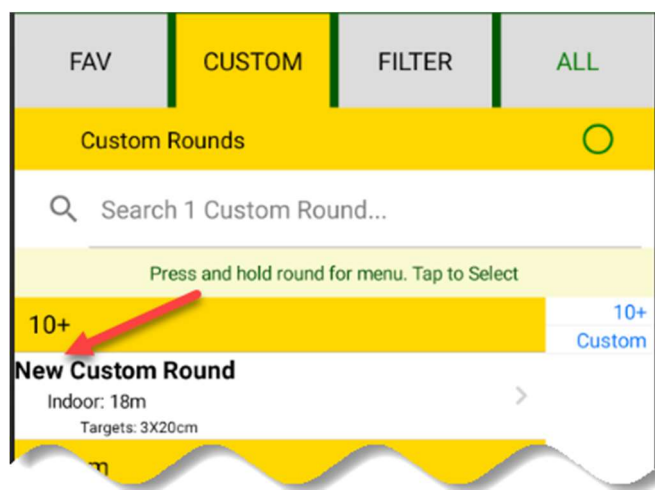 FAV CUSTOM FILTER ALL
Custom Rounds
Search 1 Custom Round...
Press and hold round for menu. Tap to Select
10+
10+
Custom
New Custom Round
Indoor: 18m
Targets: 3X20cm